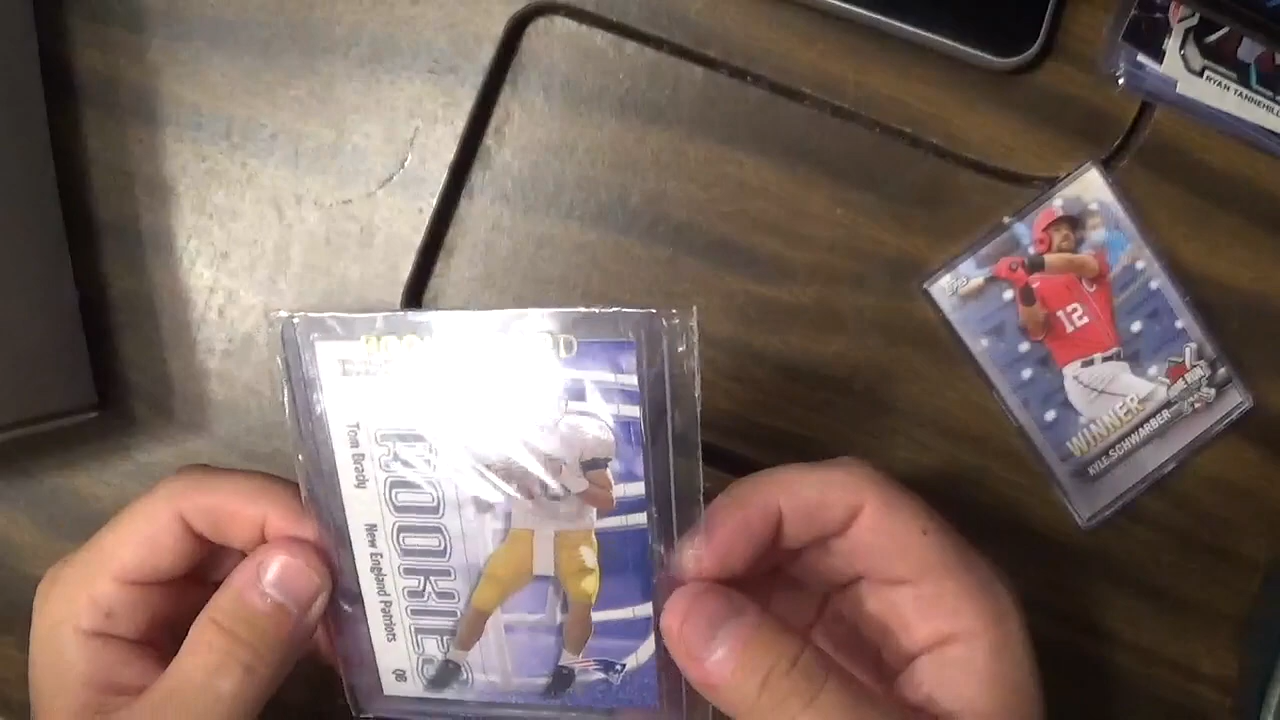 ROOKIES
Tom Brady New England Patriots QB
12
WINNER
KYLE SCHWARBER
RYAN TANNEHILL